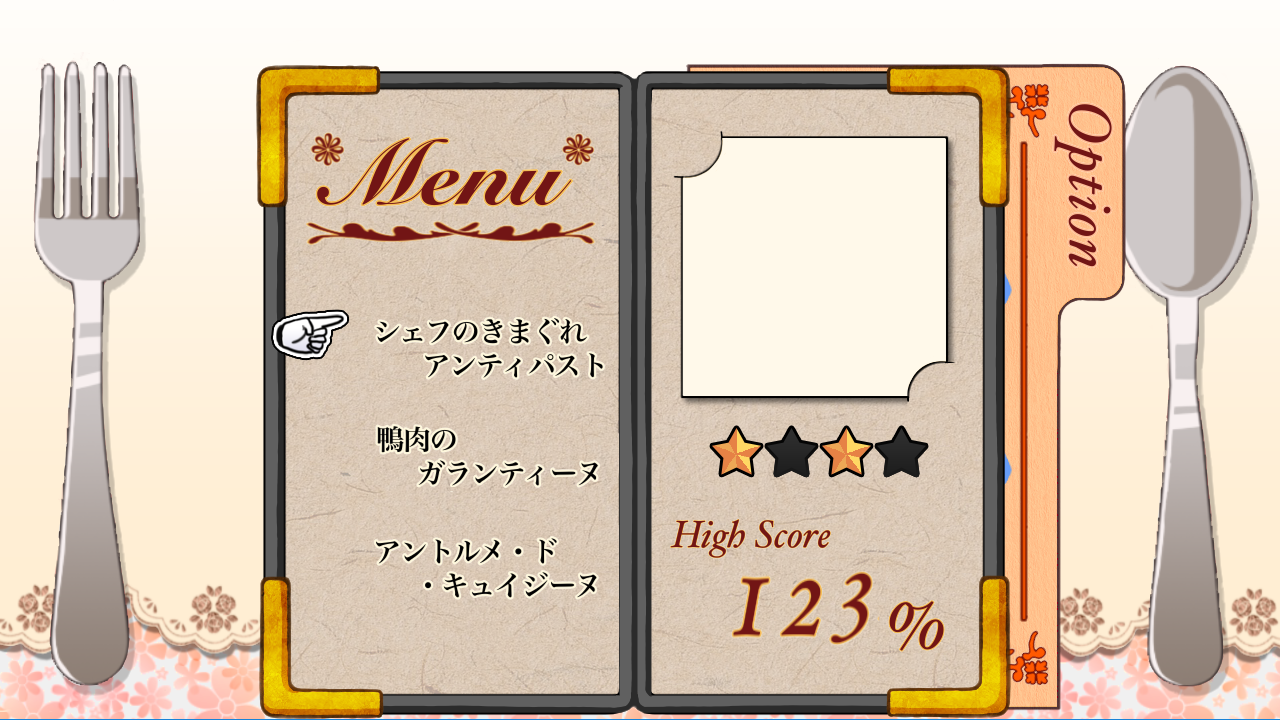 Menu
シェフのきまぐれ
アンティパスト
鴨肉の
ガランティーヌ
アントルメ・ド
・キュイジーヌ
High Score
123%
Option